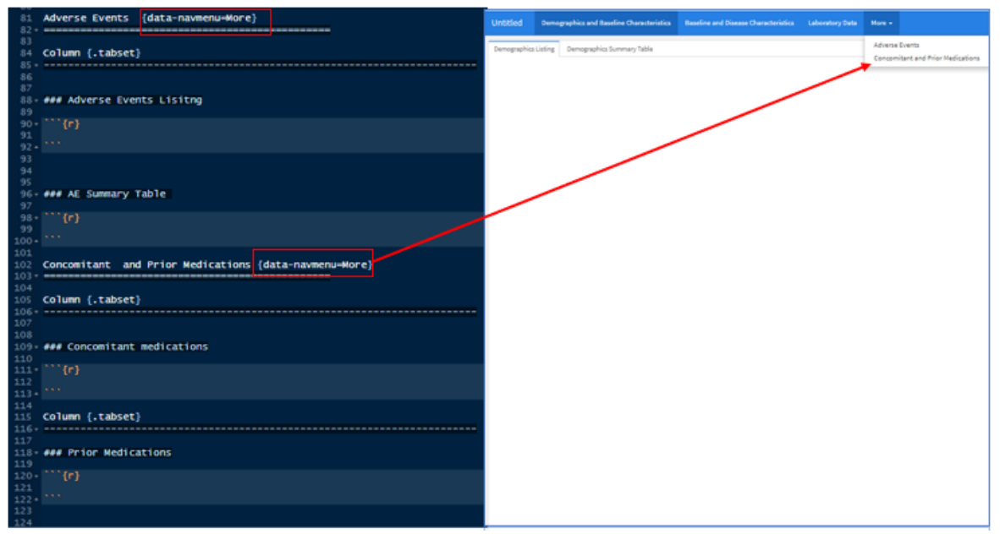 81 Adverse Events {data-navmenu=More}
82 ===============================================
83
84 Column {.tabset}
85 -----------------------------------------------------------------------
86
87
88 ### Adverse Events Lisitng
89
90 ```{r}
91
92 ```
93
94
95
96 ### AE Summary Table
97
98 ```{r}
99
100 ```
101
102 Concomitant and Prior Medications {data-navmenu=More}
103 ===============================================
104
105 Column {.tabset}
106 -----------------------------------------------------------------------
107
108
109 ### Concomitant medications
110
111 ```{r}
112
113 ```
114
115 Column {.tabset}
116 -----------------------------------------------------------------------
117
118 ### Prior Medications
119
120 ```{r}
121
122 ```
123
124
Untitled Demographics and Baseline Characteristics Baseline and Disease Characteristics Laboratory Data More
Demographics Listing Demographics Summary Table
Adverse Events
Concomitant and Prior Medications